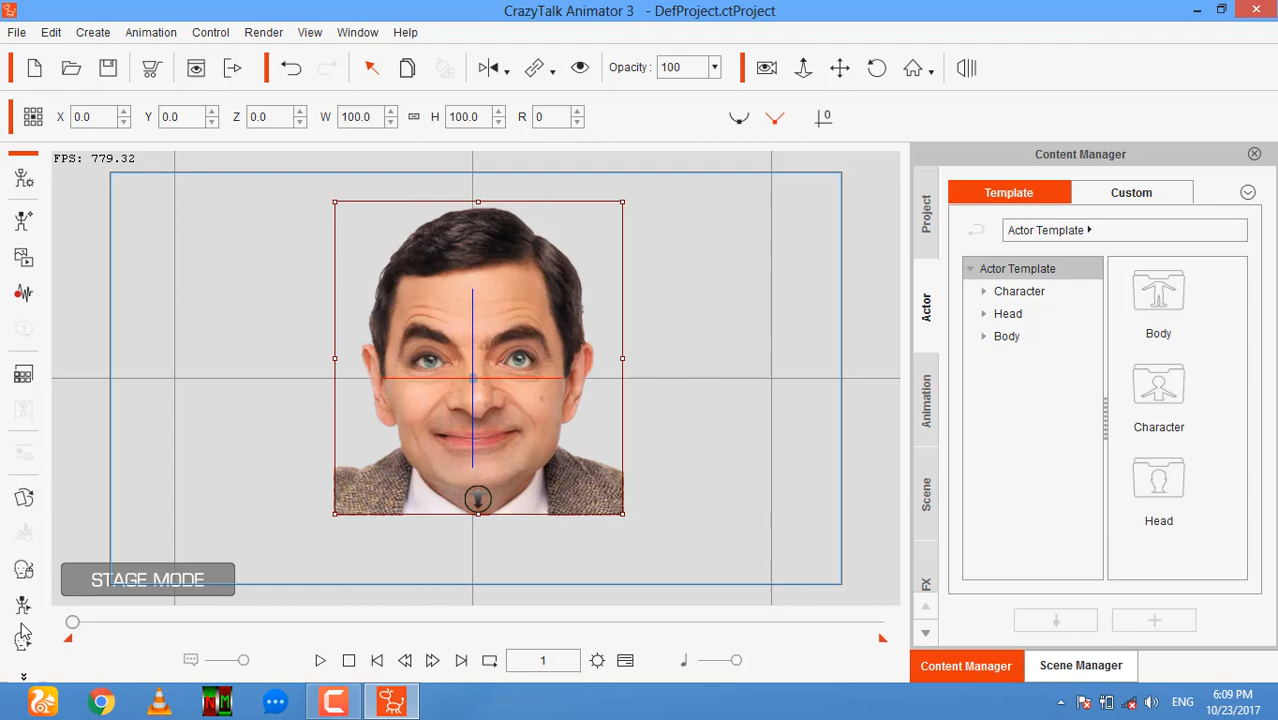 CrazyTalk Animator 3 - DefProject.ctProject
File Edit Create Animation Control Render View Window Help
Opacity : 100
X 0.0 Y 0.0 Z 0.0 W 100.0 H 100.0 R 0
0
FPS: 779.32
STAGE MODE
1
Content Manager
Template Custom
Actor Template
Project
Actor
Animation
Scene
FX
Actor Template
Character
Head
Body
Body
Character
Head
Content Manager Scene Manager
NM
ENG
6:09 PM
10/23/2017